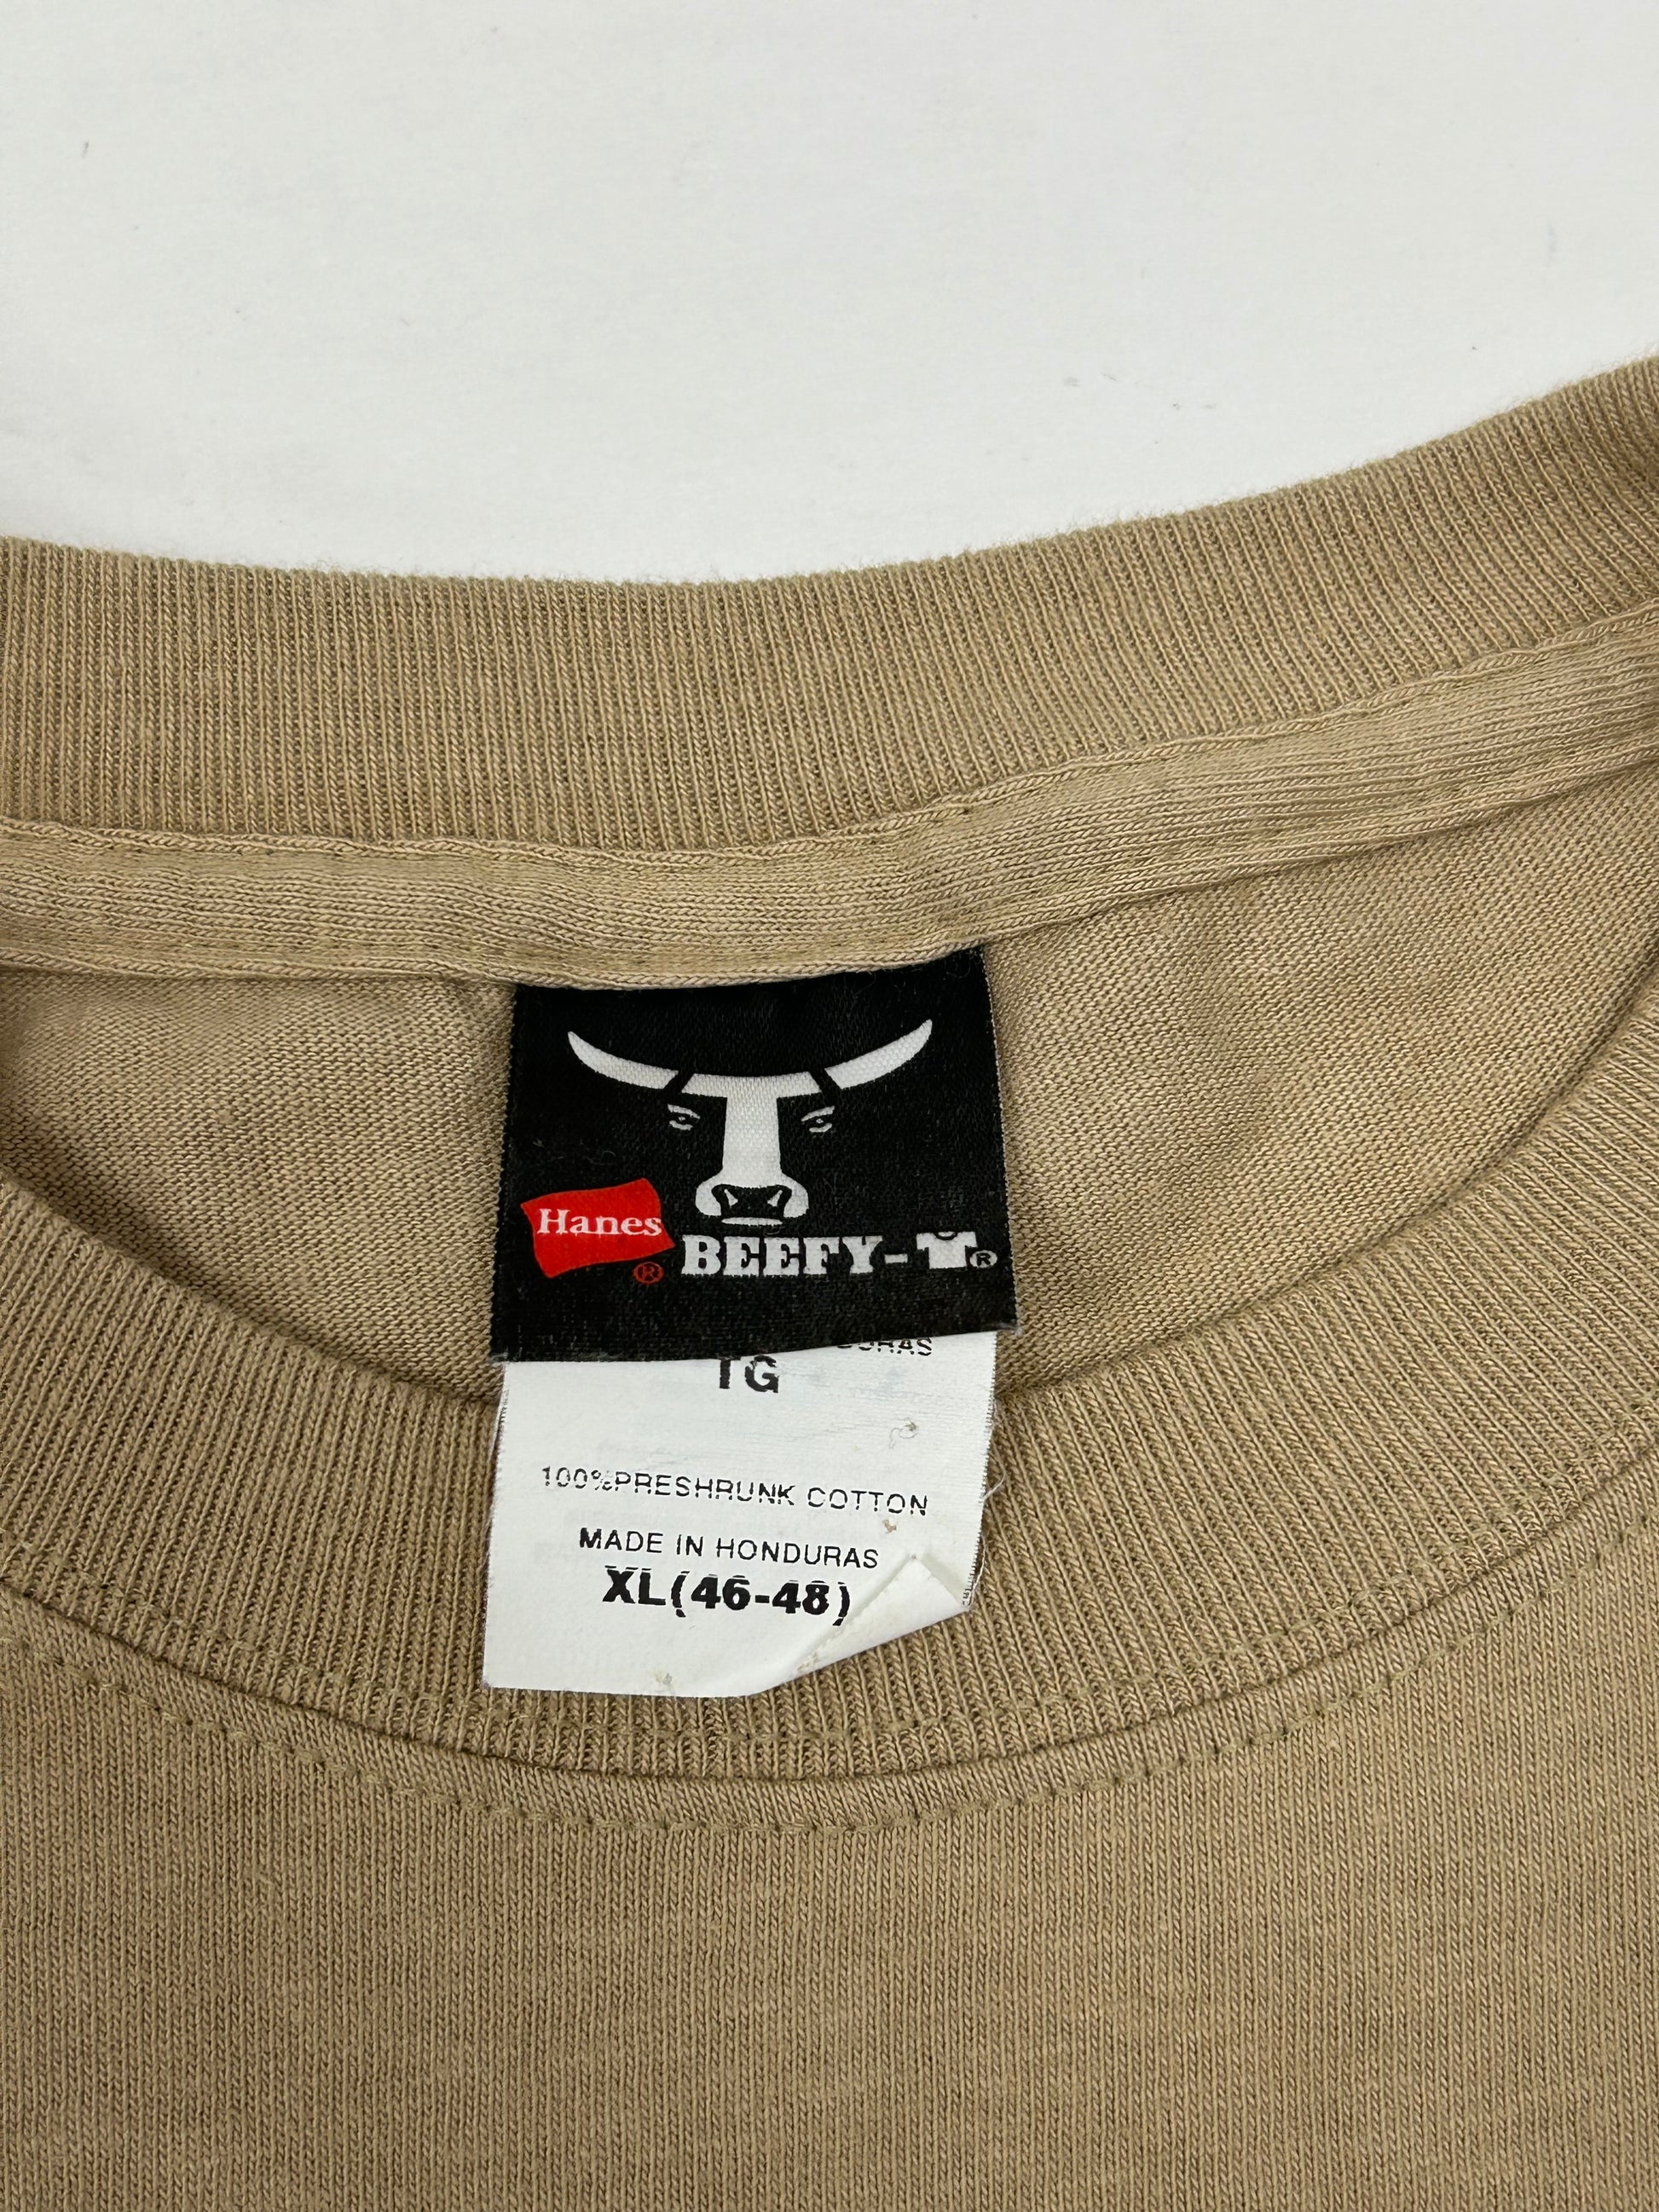 Hanes
®
BEEFY-T®
TG
100%PRESHRUNK COTTON
MADE IN HONDURAS
XL(46-48)